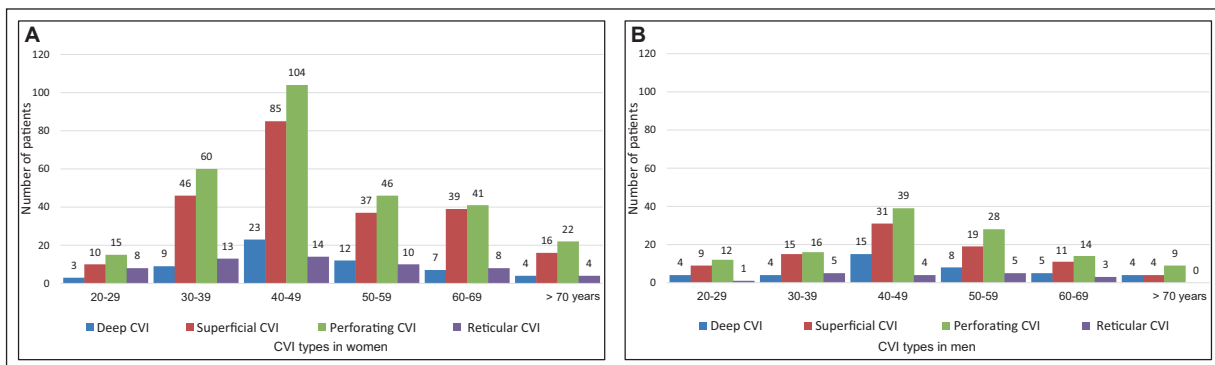 A
120
100
80
60
40
20
0
Number of patients
3 10 15 8
9 46 60 13
23 85 104 14
12 37 46 10
7 39 41 8
4 16 22 4
20-29 30-39 40-49 50-59 60-69 > 70 years
Deep CVI Superficial CVI Perforating CVI Reticular CVI
CVI types in women
B
120
100
80
60
40
20
0
Number of patients
4 9 12 1
4 15 16 5
15 31 39 4
8 19 28 5
5 11 14 3
4 4 9 0
20-29 30-39 40-49 50-59 60-69 > 70 years
Deep CVI Superficial CVI Perforating CVI Reticular CVI
CVI types in men